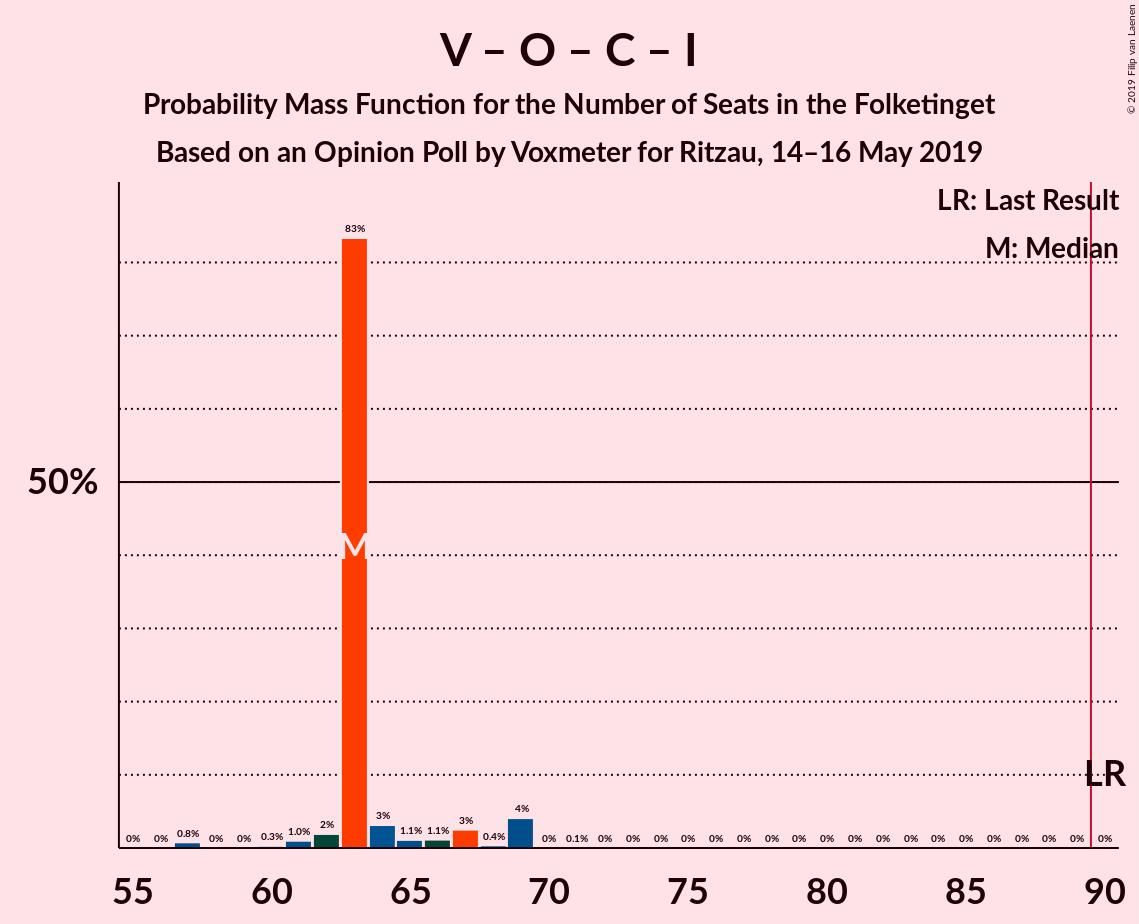 V – O – C – I
Probability Mass Function for the Number of Seats in the Folketinget
Based on an Opinion Poll by Voxmeter for Ritzau, 14–16 May 2019
© 2019 Filip van Laenen
LR: Last Result
M: Median
83%
50%
M
LR
0% 0% 0.8% 0% 0% 0.3% 1.0% 2% 3% 1.1% 1.1% 3% 0.4% 4% 0% 0.1% 0% 0% 0% 0% 0% 0% 0% 0% 0% 0% 0% 0% 0% 0% 0% 0% 0% 0% 0%
55 60 65 70 75 80 85 90